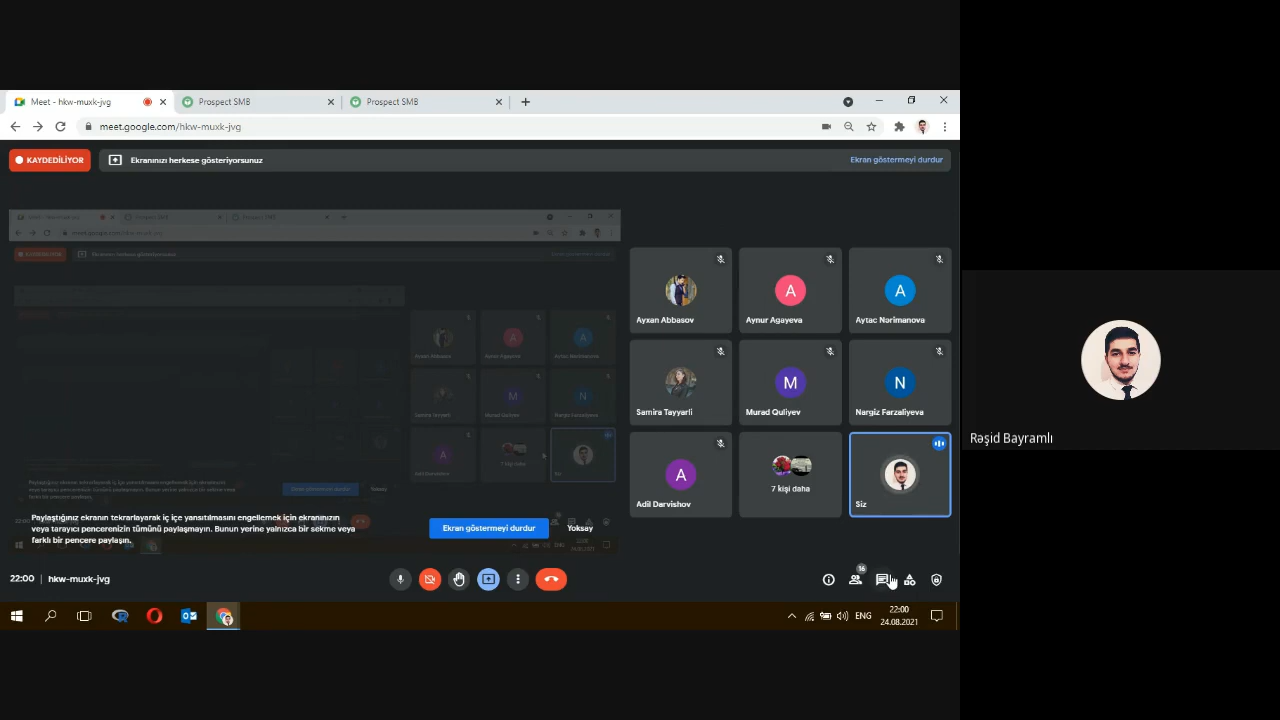 Meet - hkw-muxk-jvg
Prospect SMB
Prospect SMB
meet.google.com/hkw-muxk-jvg
KAYDEDİLİYOR
Ekranınızı herkese gösteriyorsunuz
Ekran göstermeyi durdur
Ayxan Abbasov
A
Aynur Agayeva
A
Aytac Nərimanova
Samira Tayyarli
M
Murad Quliyev
N
Nargiz Farzaliyeva
A
Adil Darvishov
7 kişi daha
Siz
Rəşid Bayramlı
Paylaştığınız ekranın tekrarlayarak iç içe yansıtılmasını engellemek için ekranınızın
veya tarayıcı pencerenizin tümünü paylaşmayın. Bunun yerine yalnızca bir sekme veya
farklı bir pencere paylaşın.
Ekran göstermeyi durdur
Yoksay
22:00 | hkw-muxk-jvg
16
ENG
22:00
24.08.2021